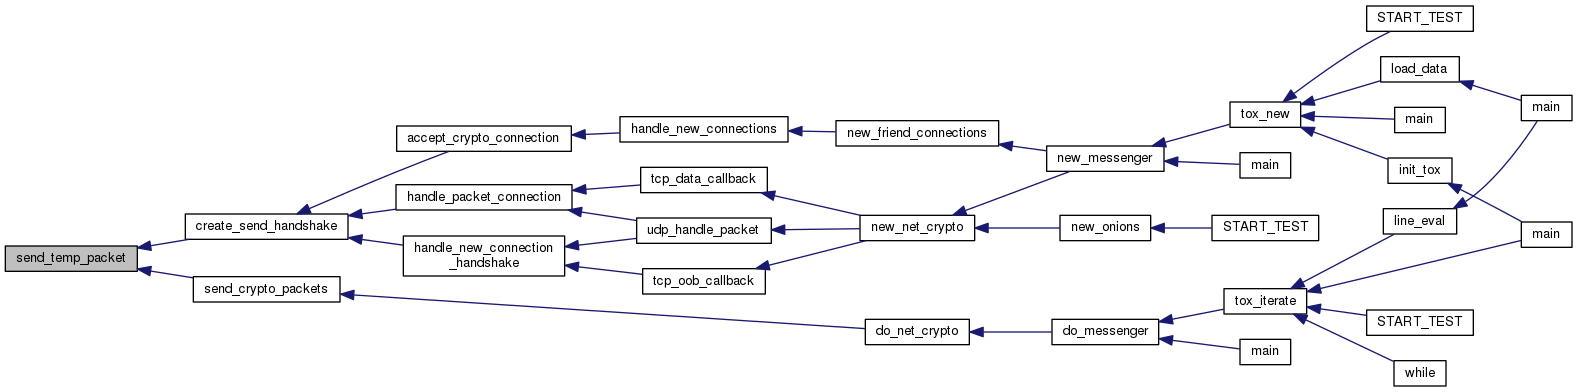 START_TEST
load_data
main
tox_new
main
accept_crypto_connection
handle_new_connections
new_friend_connections
new_messenger
main
init_tox
tcp_data_callback
handle_packet_connection
create_send_handshake
udp_handle_packet
new_net_crypto
new_onions
START_TEST
line_eval
main
handle_new_connection
_handshake
send_temp_packet
tcp_oob_callback
send_crypto_packets
tox_iterate
do_net_crypto
do_messenger
START_TEST
main
while